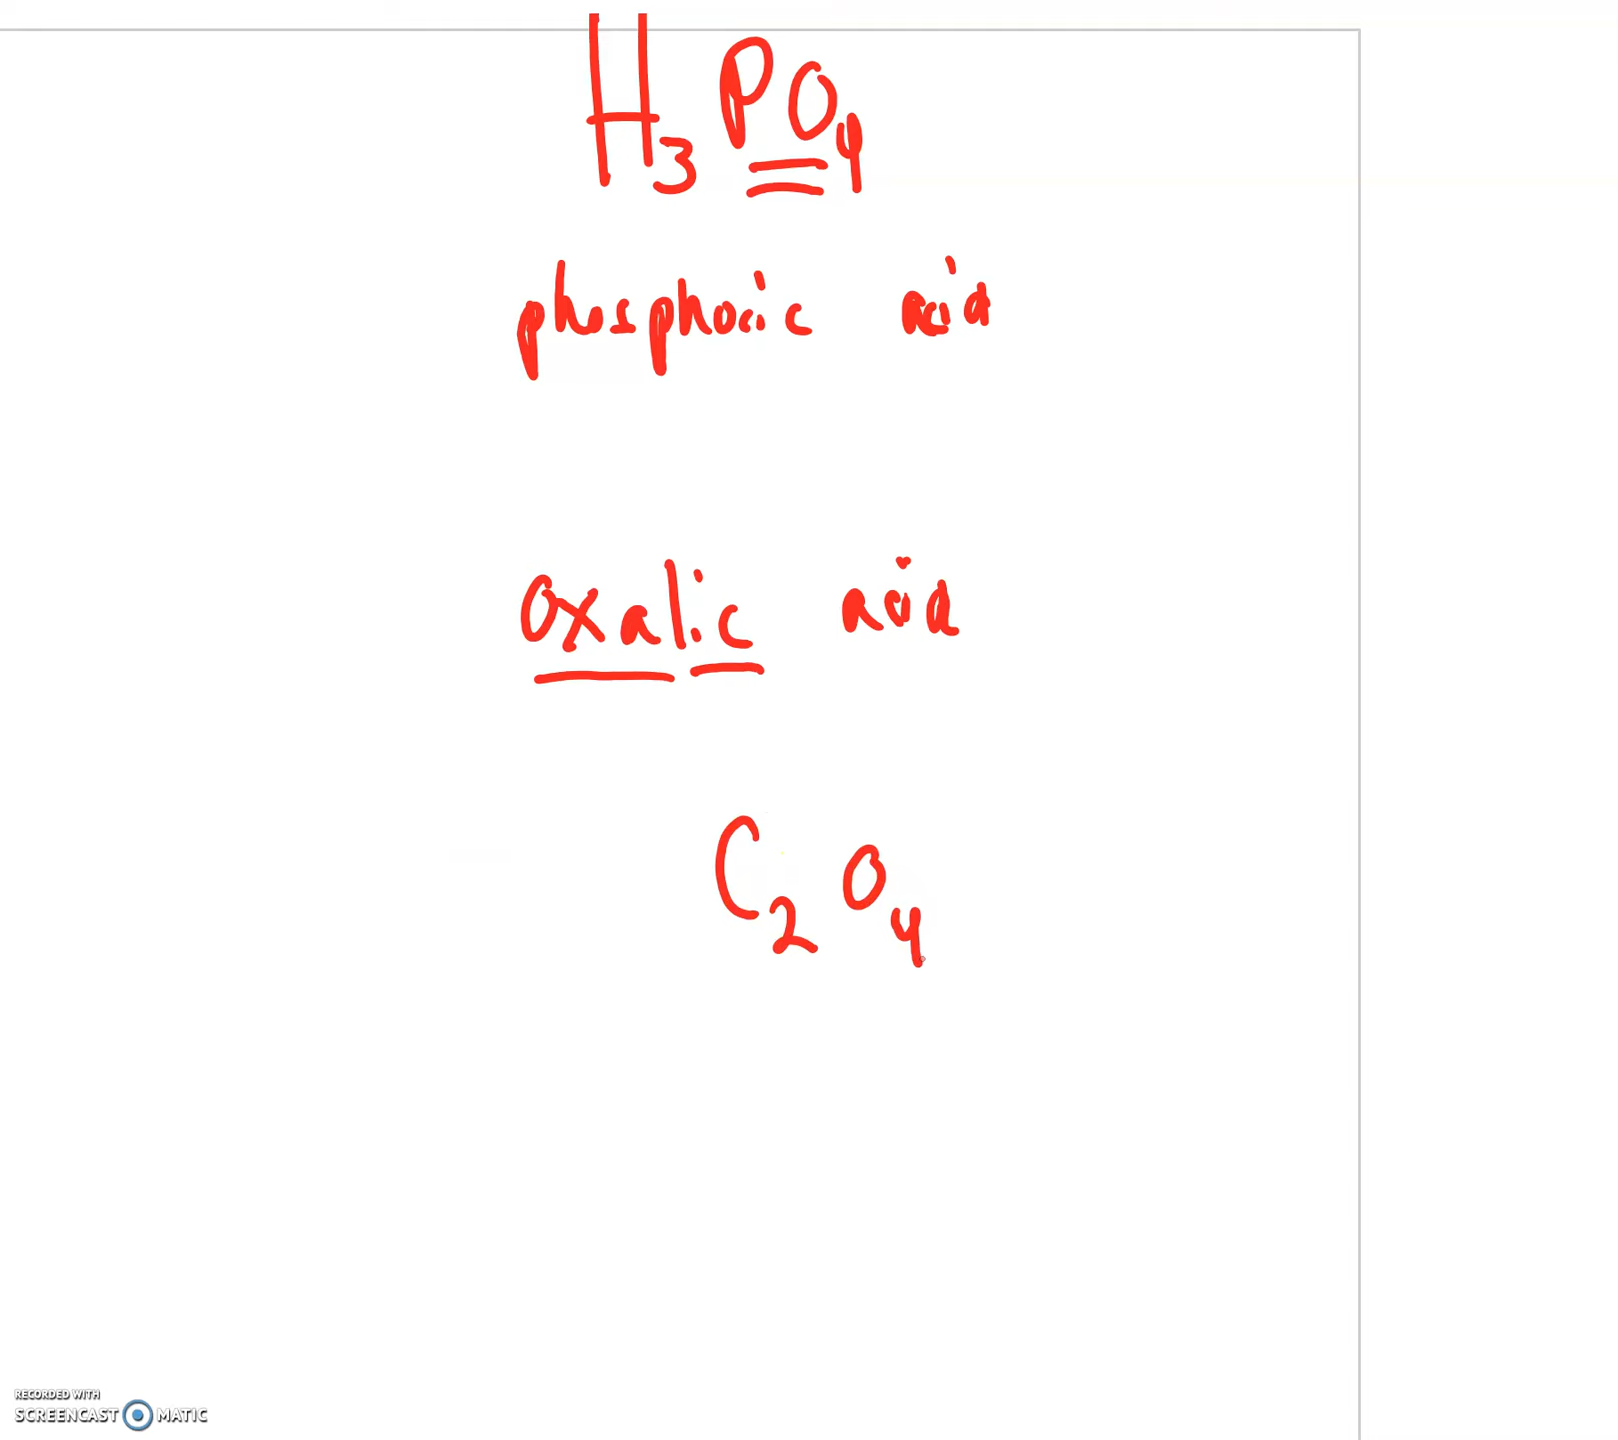 H₃PO₄
phosphoric acid
oxalic acid
C₂O₄
RECORDED WITH
SCREENCAST MATIC